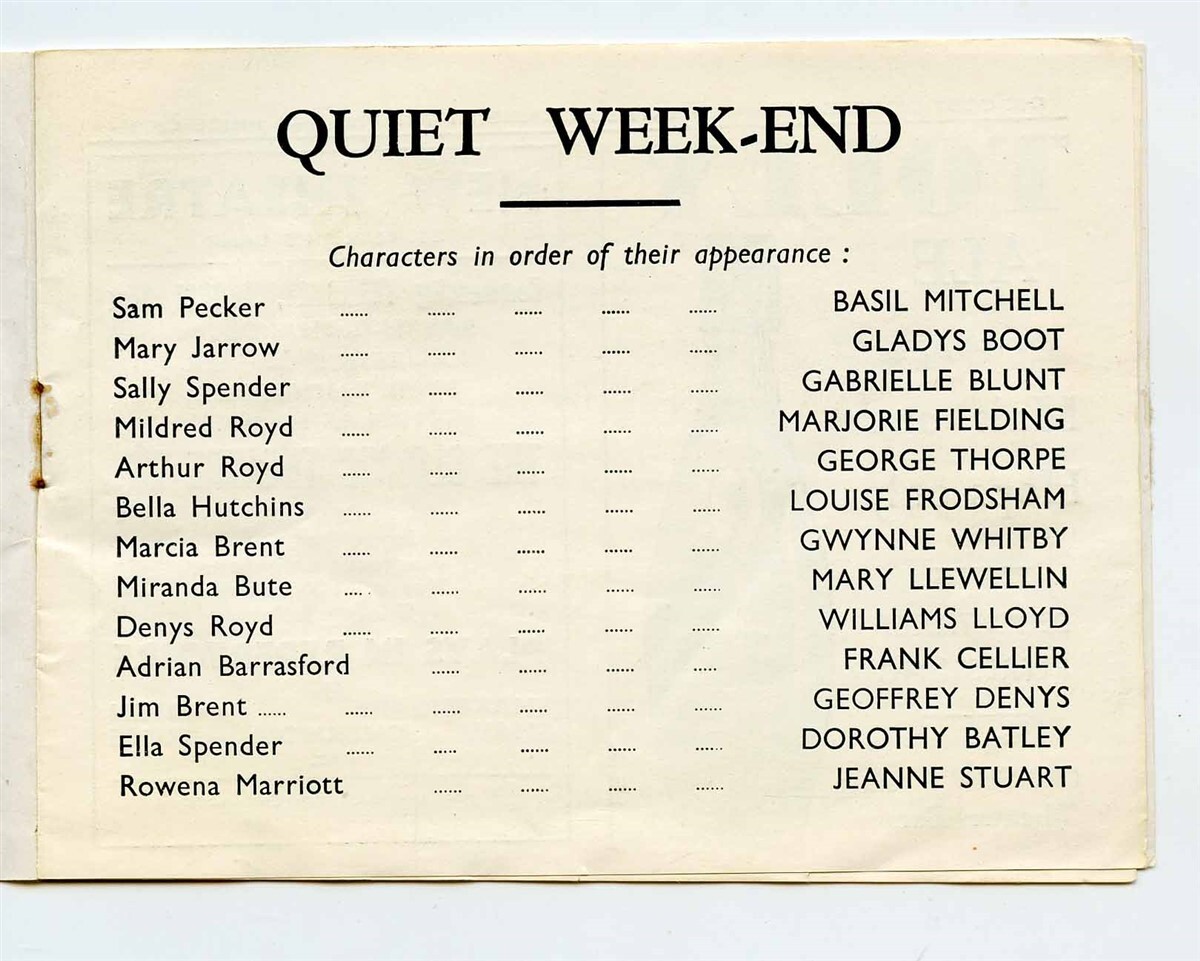 QUIET WEEK-END
Characters in order of their appearance :
Sam Pecker ...... ...... ...... ...... ...... BASIL MITCHELL
Mary Jarrow ...... ...... ...... ...... ...... GLADYS BOOT
Sally Spender ...... ...... ...... ...... ...... GABRIELLE BLUNT
Mildred Royd ...... ...... ...... ...... ...... MARJORIE FIELDING
Arthur Royd ...... ...... ...... ...... ...... GEORGE THORPE
Bella Hutchins ...... ...... ...... ...... ...... LOUISE FRODSHAM
Marcia Brent ...... ...... ...... ...... ...... GWYNNE WHITBY
Miranda Bute ..... ...... ...... ...... ...... MARY LLEWELLIN
Denys Royd ...... ...... ...... ...... ...... WILLIAMS LLOYD
Adrian Barrasford ...... ...... ...... ...... FRANK CELLIER
Jim Brent ...... ...... ...... ...... ...... ...... GEOFFREY DENYS
Ella Spender ...... ..... ...... ...... ...... DOROTHY BATLEY
Rowena Marriott ...... ...... ...... ...... JEANNE STUART